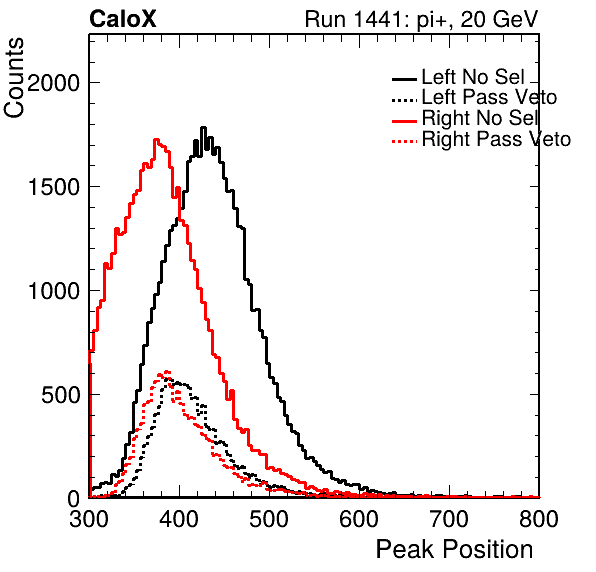 CaloX Run 1441: pi+, 20 GeV
Counts
2000
1500
1000
500
0
Left No Sel
Left Pass Veto
Right No Sel
Right Pass Veto
300 400 500 600 700 800
Peak Position